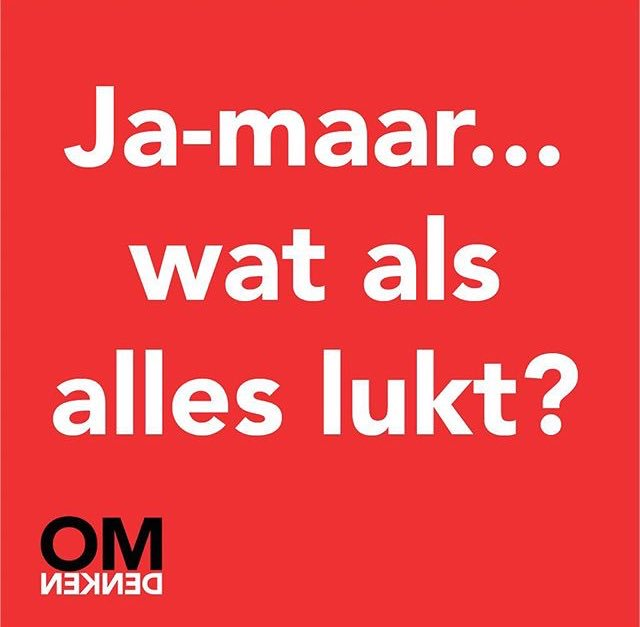 Ja-maar...
wat als
alles lukt?
OM
DENKEN